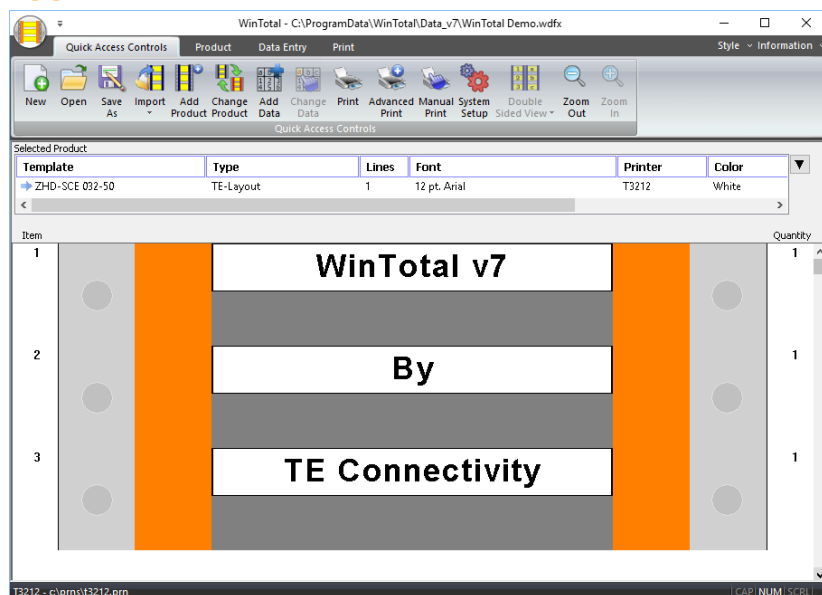 WinTotal - C:\ProgramData\WinTotal\Data_v7\WinTotal Demo.wdfx
Quick Access Controls Product Data Entry Print Style Information
New Open Save As Import Add Product Change Product Add Data Change Data Print Advanced Print Manual Print System Setup Double Sided View Zoom Out Zoom In
Quick Access Controls
Selected Product
Template Type Lines Font Printer Color
ZHD-SCE 032-50 TE-Layout 1 12 pt. Arial T3212 White
Item Quantity
1 WinTotal v7 1
2 By 1
3 TE Connectivity 1
T3212 - c:\prns\t3212.prn CAP NUM SCRL